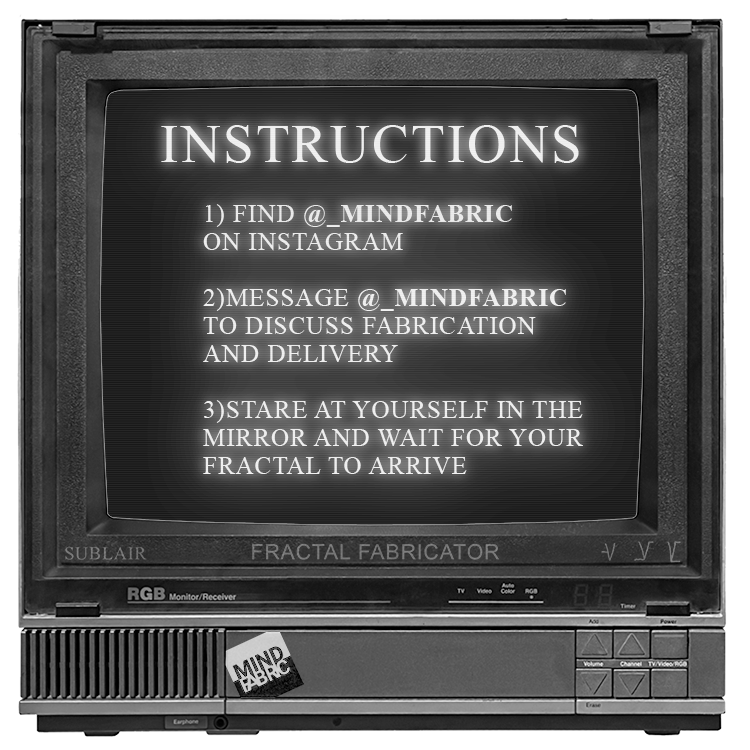 INSTRUCTIONS
1) FIND @_MINDFABRIC
ON INSTAGRAM
2)MESSAGE @_MINDFABRIC
TO DISCUSS FABRICATION
AND DELIVERY
3)STARE AT YOURSELF IN THE
MIRROR AND WAIT FOR YOUR
FRACTAL TO ARRIVE
SUBLAIR
FRACTAL FABRICATOR
RGB Monitor/Receiver
TV Video Auto Color RGB
Timer
Add
Power
Volume Channel TV/Video/RGB
Erase
MIND
FABRIC
Earphone